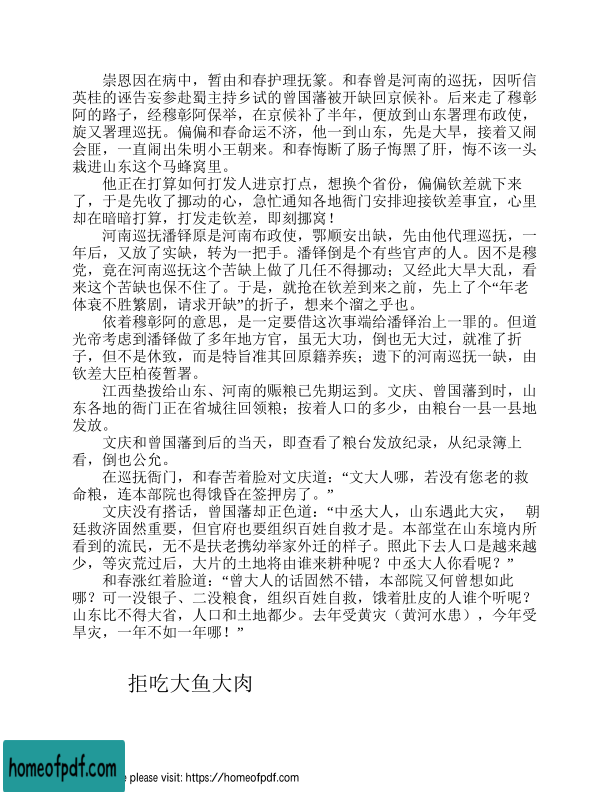 崇恩因在病中，暂由和春护理抚篆。和春曾是河南的巡抚，因听信
英桂的诬告妄参赴蜀主持乡试的曾国藩被开缺回京候补。后来走了穆彰
阿的路子，经穆彰阿保举，在京候补了半年，便放到山东署理布政使，
旋又署理巡抚。偏偏和春命运不济，他一到山东，先是大旱，接着又闹
会匪，一直闹出朱明小王朝来。和春悔断了肠子悔黑了肝，悔不该一头
栽进山东这个马蜂窝里。
他正在打算如何打发人进京打点，想换个省份，偏偏钦差就下来
了，于是先收了挪动的心，急忙通知各地衙门安排迎接钦差事宜，心里
却在暗暗打算，打发走钦差，即刻挪窝！
河南巡抚潘铎原是河南布政使，鄂顺安出缺，先由他代理巡抚，一
年后，又放了实缺，转为一把手。潘铎倒是个有些官声的人。因不是穆
党，竟在河南巡抚这个苦缺上做了几任不得挪动；又经此大旱大乱，看
来这个苦缺也保不住了。于是，就抢在钦差到来之前，先上了个“年老
体衰不胜繁剧，请求开缺”的折子，想来个溜之乎也。
依着穆彰阿的意思，是一定要借这次事端给潘铎治上一罪的。但道
光帝考虑到潘铎做了多年地方官，虽无大功，倒也无大过，就准了折
子，但不是休致，而是特旨准其回原籍养疾；遗下的河南巡抚一缺，由
钦差大臣柏葰暂署。
江西垫拨给山东、河南的赈粮已先期运到。文庆、曾国藩到时，山
东各地的衙门正在省城往回领粮；按着人口的多少，由粮台一县一县地
发放。
文庆和曾国藩到后的当天，即查看了粮台发放纪录，从纪录簿上
看，倒也公允。
在巡抚衙门，和春苦着脸对文庆道：“文大人哪，若没有您老的救
命粮，连本部院也得饿昏在签押房了。”
文庆没有搭话，曾国藩却正色道：“中丞大人，山东遇此大灾， 朝
廷救济固然重要，但官府也要组织百姓自救才是。本部堂在山东境内所
看到的流民，无不是扶老携幼举家外迁的样子。照此下去人口是越来越
少，等灾荒过后，大片的土地将由谁来耕种呢？中丞大人你看呢？”
和春涨红着脸道：“曾大人的话固然不错，本部院又何曾想如此
哪？可一没银子、二没粮食，组织百姓自救，饿着肚皮的人谁个听呢？
山东比不得大省，人口和土地都少。去年受黄灾（黄河水患），今年受
旱灾，一年不如一年哪！”
拒吃大鱼大肉
homeofpdf.com
e please visit: https://homeofpdf.com